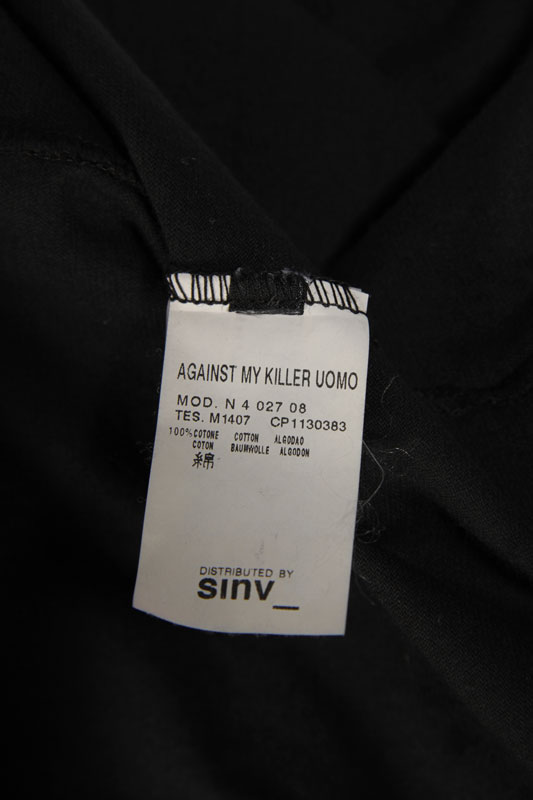 AGAINST MY KILLER UOMO
MOD. N 4 027 08
TES. M1407 CP1130383
100%COTONE COTTON ALGODAO
COTON BAUMWOLLE ALGODON
綿
DISTRIBUTED BY
sınv_